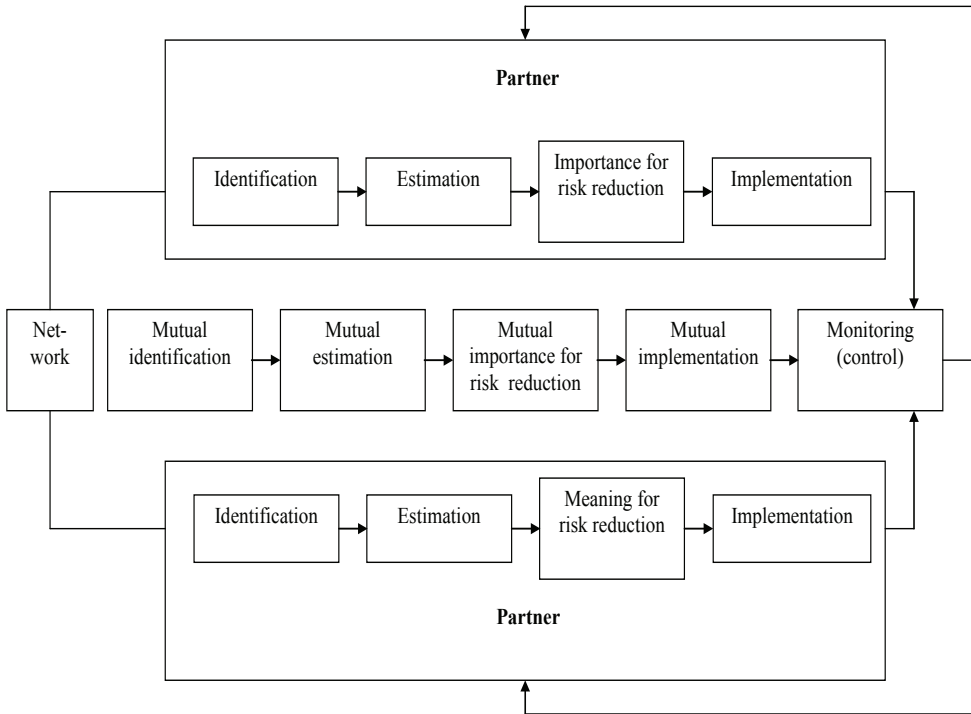 Partner
Identification
Estimation
Importance for
risk reduction
Implementation
Net-
work
Mutual
identification
Mutual
estimation
Mutual
importance for
risk reduction
Mutual
implementation
Monitoring
(control)
Identification
Estimation
Meaning for
risk reduction
Implementation
Partner